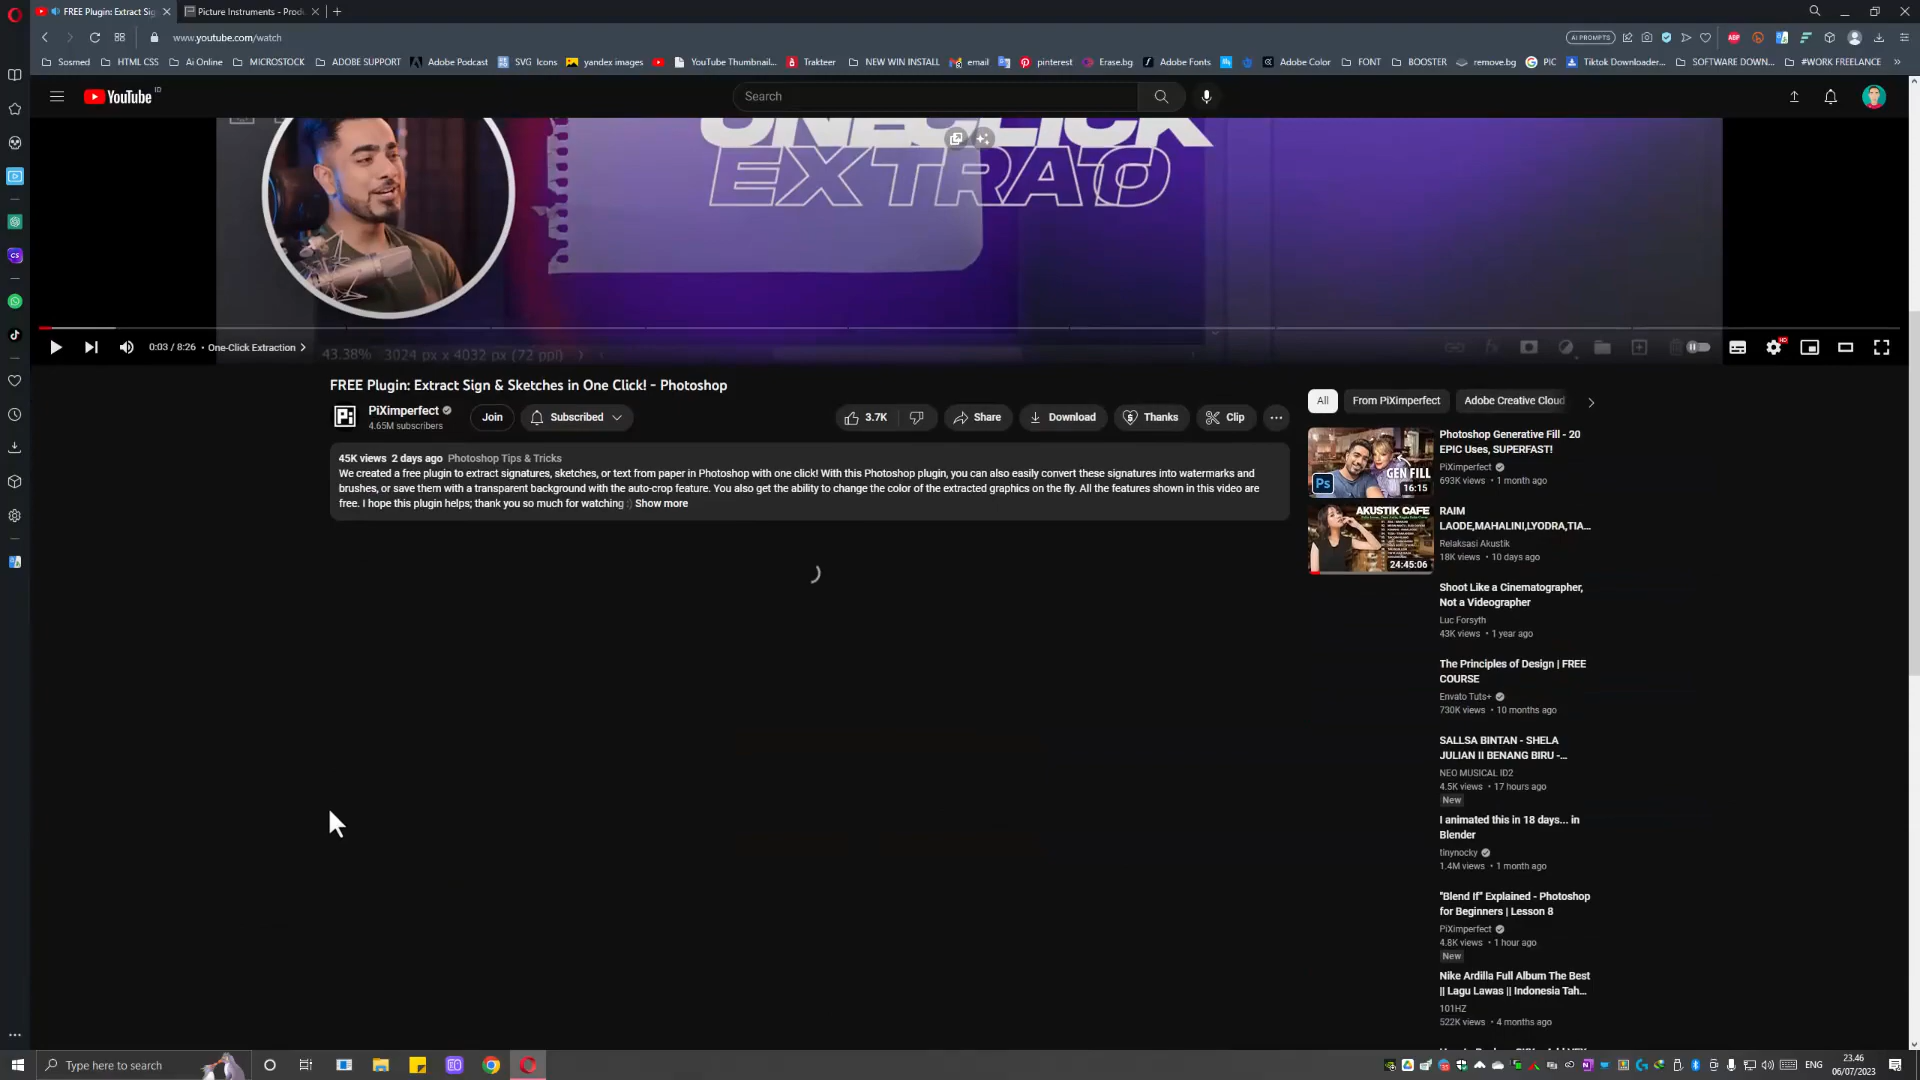 FREE Plugin: Extract Sig
Picture Instruments - Produ
www.youtube.com/watch
AI PROMPTS
Sosmed
HTML CSS
Ai Online
MICROSTOCK
ADOBE SUPPORT
Adobe Podcast
SVG Icons
yandex images
YouTube Thumbnail...
Trakteer
NEW WIN INSTALL
email
pinterest
Erase.bg
Adobe Fonts
Adobe Color
FONT
BOOSTER
remove.bg
PIC
Tiktok Downloader...
SOFTWARE DOWN...
#WORK FREELANCE
YouTube ID
Search
ONE CLICK
EXTRA
0:03 / 8:26 • One-Click Extraction
43.38% 3024 px x 4032 px (72 ppi)
FREE Plugin: Extract Sign & Sketches in One Click! - Photoshop
PiXimperfect
4.65M subscribers
Join
Subscribed
3.7K
Share
Download
Thanks
Clip
45K views 2 days ago Photoshop Tips & Tricks
We created a free plugin to extract signatures, sketches, or text from paper in Photoshop with one click! With this Photoshop plugin, you can also easily convert these signatures into watermarks and
brushes, or save them with a transparent background with the auto-crop feature. You also get the ability to change the color of the extracted graphics on the fly. All the features shown in this video are
free. I hope this plugin helps; thank you so much for watching :) Show more
All
From PiXimperfect
Adobe Creative Cloud
GEN FILL
Ps
16:15
Photoshop Generative Fill - 20
EPIC Uses, SUPERFAST!
PiXimperfect
693K views • 1 month ago
AKUSTIK CAFE
24:45:06
RAIM
LAODE,MAHALINI,LYODRA,TIA...
Relaksasi Akustik
18K views • 10 days ago
Shoot Like a Cinematographer,
Not a Videographer
Luc Forsyth
43K views • 1 year ago
The Principles of Design | FREE
COURSE
Envato Tuts+
730K views • 10 months ago
SALLSA BINTAN - SHELA
JULIAN II BENANG BIRU -...
NEO MUSICAL ID2
4.5K views • 17 hours ago
New
I animated this in 18 days... in
Blender
tinynocky
1.4M views • 1 month ago
"Blend If" Explained - Photoshop
for Beginners | Lesson 8
PiXimperfect
4.8K views • 1 hour ago
New
Nike Ardilla Full Album The Best
|| Lagu Lawas || Indonesia Tah...
101HZ
522K views • 4 months ago
Type here to search
ENG
23.46
06/07/2023